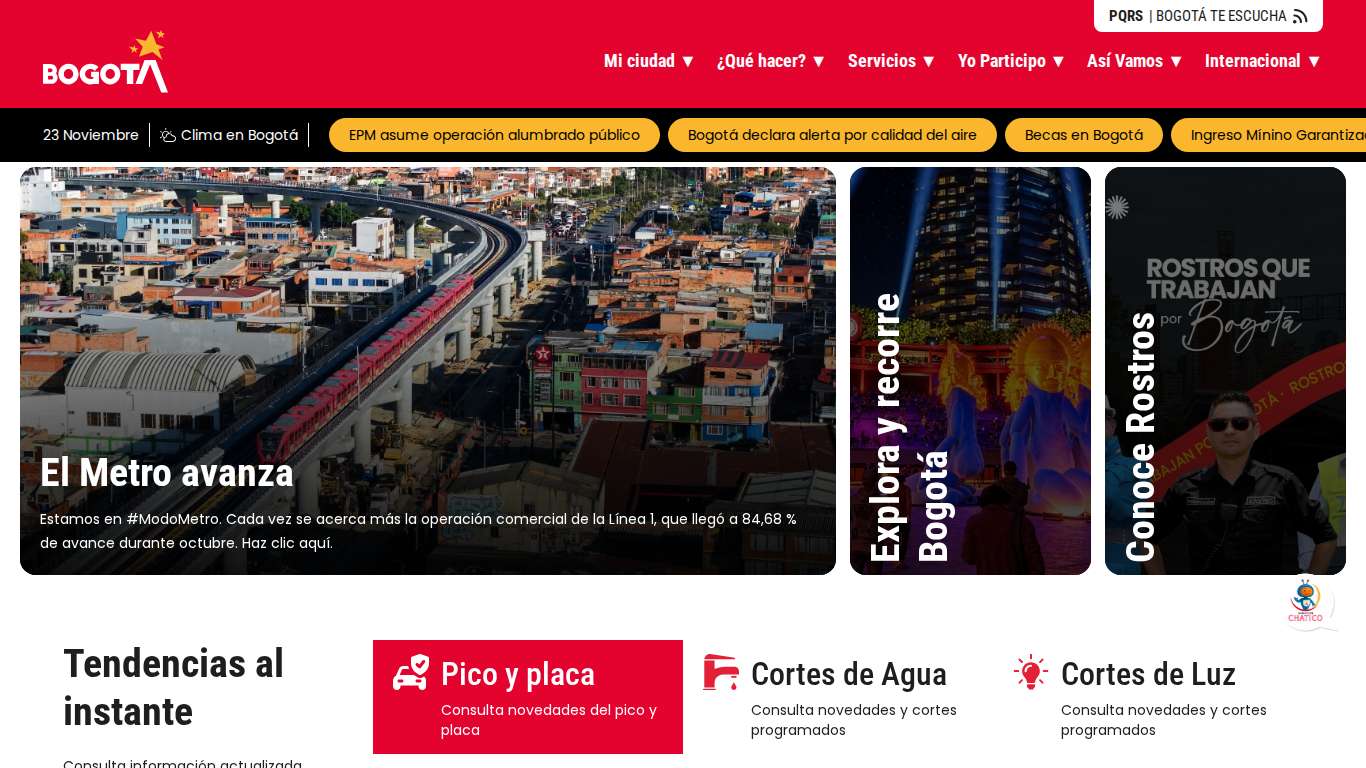 PQRS | BOGOTÁ TE ESCUCHA
BOGOTÁ
Mi ciudad ▼ ¿Qué hacer? ▼ Servicios ▼ Yo Participo ▼ Así Vamos ▼ Internacional ▼
23 Noviembre Clima en Bogotá EPM asume operación alumbrado público Bogotá declara alerta por calidad del aire Becas en Bogotá Ingreso Mínino Garantiza
El Metro avanza
Estamos en #ModoMetro. Cada vez se acerca más la operación comercial de la Línea 1, que llegó a 84,68 %
de avance durante octubre. Haz clic aquí.
Explora y recorre
Bogotá
ROSTROS QUE
TRABAJAN
por Bogotá
Conoce Rostros
CHATICO
Tendencias al
instante
Consulta información actualizada
Pico y placa
Consulta novedades del pico y
placa
Cortes de Agua
Consulta novedades y cortes
programados
Cortes de Luz
Consulta novedades y cortes
programados